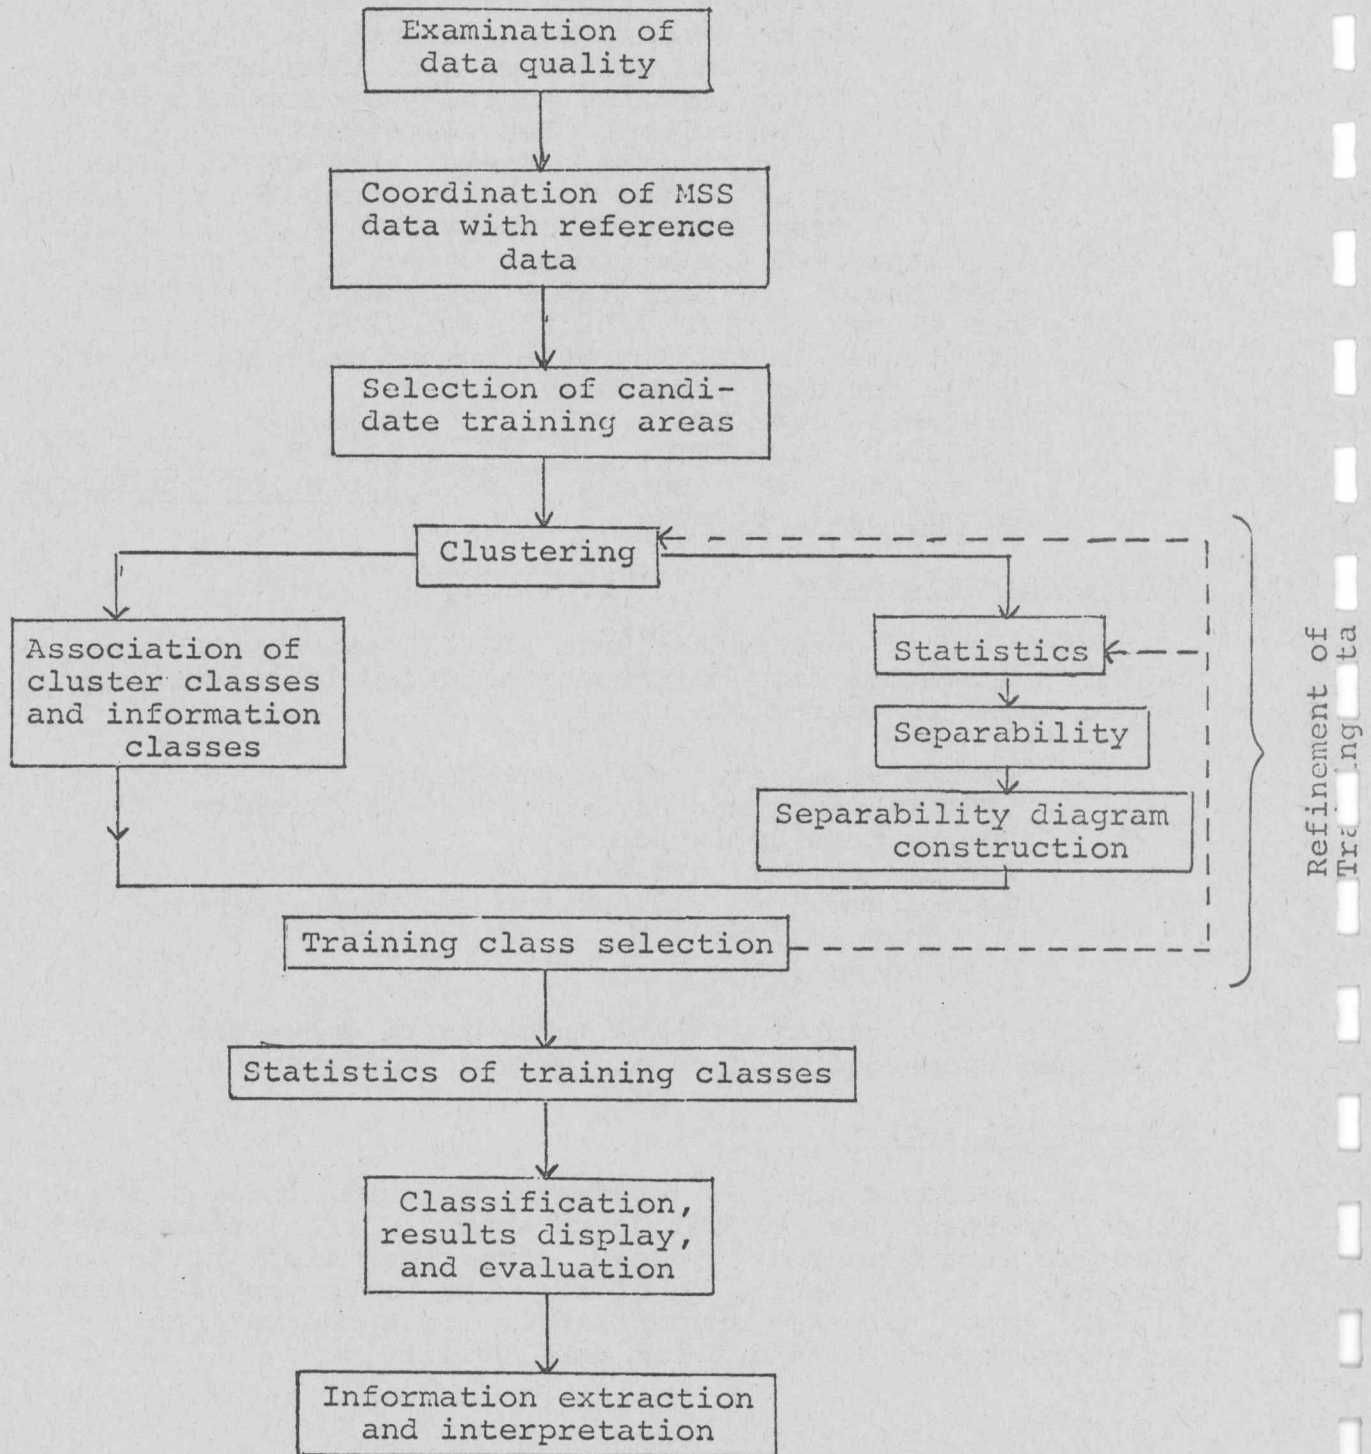 Examination of
data quality
Coordination of MSS
data with reference
data
Selection of candi-
date training areas
Clustering
Association of
cluster classes
and information
classes
Statistics
Separability
Separability diagram
construction
Refinement of
Training class selection
Statistics of training classes
Classification,
results display,
and evaluation
Information extraction
and interpretation